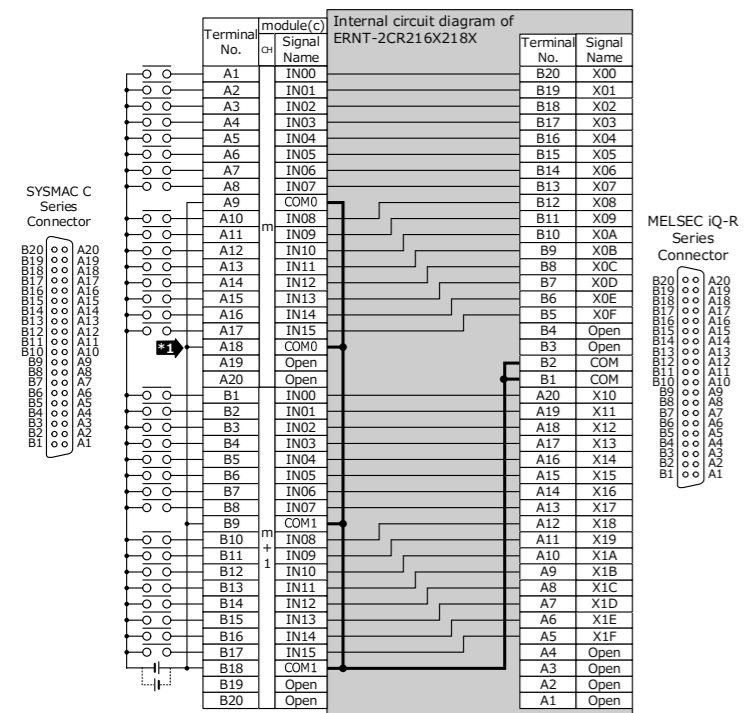 Internal circuit diagram of
ERNT-2CR216X218X
Terminal No. module(c) CH Signal Name Terminal No. Signal Name
A1 IN00 B20 X00
A2 IN01 B19 X01
A3 IN02 B18 X02
A4 IN03 B17 X03
A5 IN04 B16 X04
A6 IN05 B15 X05
A7 IN06 B14 X06
A8 IN07 B13 X07
A9 COM0 B12 X08
A10 IN08 B11 X09
m
A11 IN09 B10 X0A
A12 IN10 B9 X0B
A13 IN11 B8 X0C
A14 IN12 B7 X0D
A15 IN13 B6 X0E
A16 IN14 B5 X0F
A17 IN15 B4 Open
*1 A18 COM0 B3 Open
A19 Open B2 COM
A20 Open B1 COM
B1 IN00 A20 X10
B2 IN01 A19 X11
B3 IN02 A18 X12
B4 IN03 A17 X13
B5 IN04 A16 X14
B6 IN05 A15 X15
B7 IN06 A14 X16
B8 IN07 A13 X17
B9 COM1 A12 X18
m
+
1
B10 IN08 A11 X19
B11 IN09 A10 X1A
B12 IN10 A9 X1B
B13 IN11 A8 X1C
B14 IN12 A7 X1D
B15 IN13 A6 X1E
B16 IN14 A5 X1F
B17 IN15 A4 Open
B18 COM1 A3 Open
B19 Open A2 Open
B20 Open A1 Open
SYSMAC C
Series
Connector
B20 A20
B19 A19
B18 A18
B17 A17
B16 A16
B15 A15
B14 A14
B13 A13
B12 A12
B11 A11
B10 A10
B9 A9
B8 A8
B7 A7
B6 A6
B5 A5
B4 A4
B3 A3
B2 A2
B1 A1
MELSEC iQ-R
Series
Connector
B20 A20
B19 A19
B18 A18
B17 A17
B16 A16
B15 A15
B14 A14
B13 A13
B12 A12
B11 A11
B10 A10
B9 A9
B8 A8
B7 A7
B6 A6
B5 A5
B4 A4
B3 A3
B2 A2
B1 A1